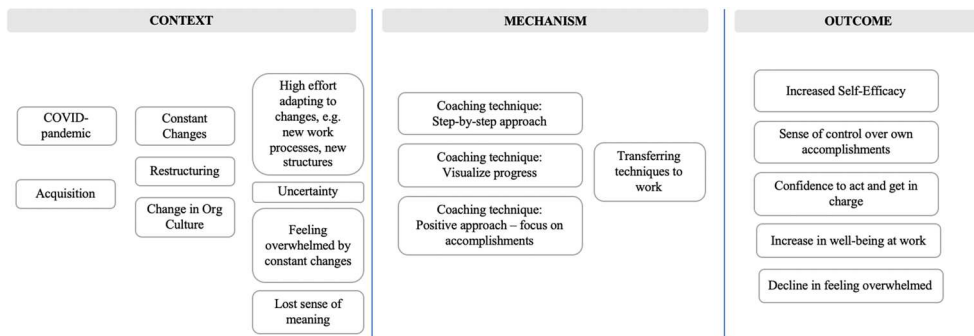 CONTEXT
COVID-
pandemic
Acquisition
Constant
Changes
Restructuring
Change in Org
Culture
High effort
adapting to
changes, e.g.
new work
processes, new
structures
Uncertainty
Feeling
overwhelmed by
constant changes
Lost sense of
meaning
MECHANISM
Coaching technique:
Step-by-step approach
Coaching technique:
Visualize progress
Coaching technique:
Positive approach – focus on
accomplishments
Transferring
techniques to
work
OUTCOME
Increased Self-Efficacy
Sense of control over own
accomplishments
Confidence to act and get in
charge
Increase in well-being at work
Decline in feeling overwhelmed